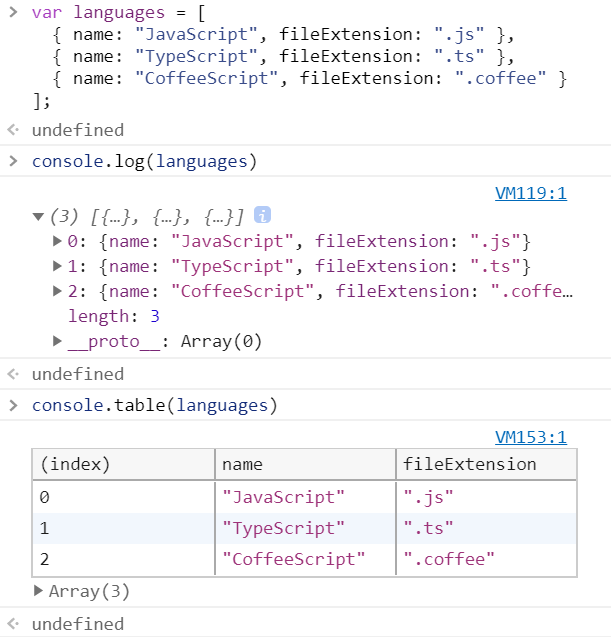 var languages = [
{ name: "JavaScript", fileExtension: ".js" },
{ name: "TypeScript", fileExtension: ".ts" },
{ name: "CoffeeScript", fileExtension: ".coffee" }
];
undefined
console.log(languages)
VM119:1
(3) [{…}, {…}, {…}] i
0: {name: "JavaScript", fileExtension: ".js"}
1: {name: "TypeScript", fileExtension: ".ts"}
2: {name: "CoffeeScript", fileExtension: ".coffe…
length: 3
__proto__: Array(0)
undefined
console.table(languages)
VM153:1
(index) name fileExtension
0 "JavaScript" ".js"
1 "TypeScript" ".ts"
2 "CoffeeScript" ".coffee"
Array(3)
undefined